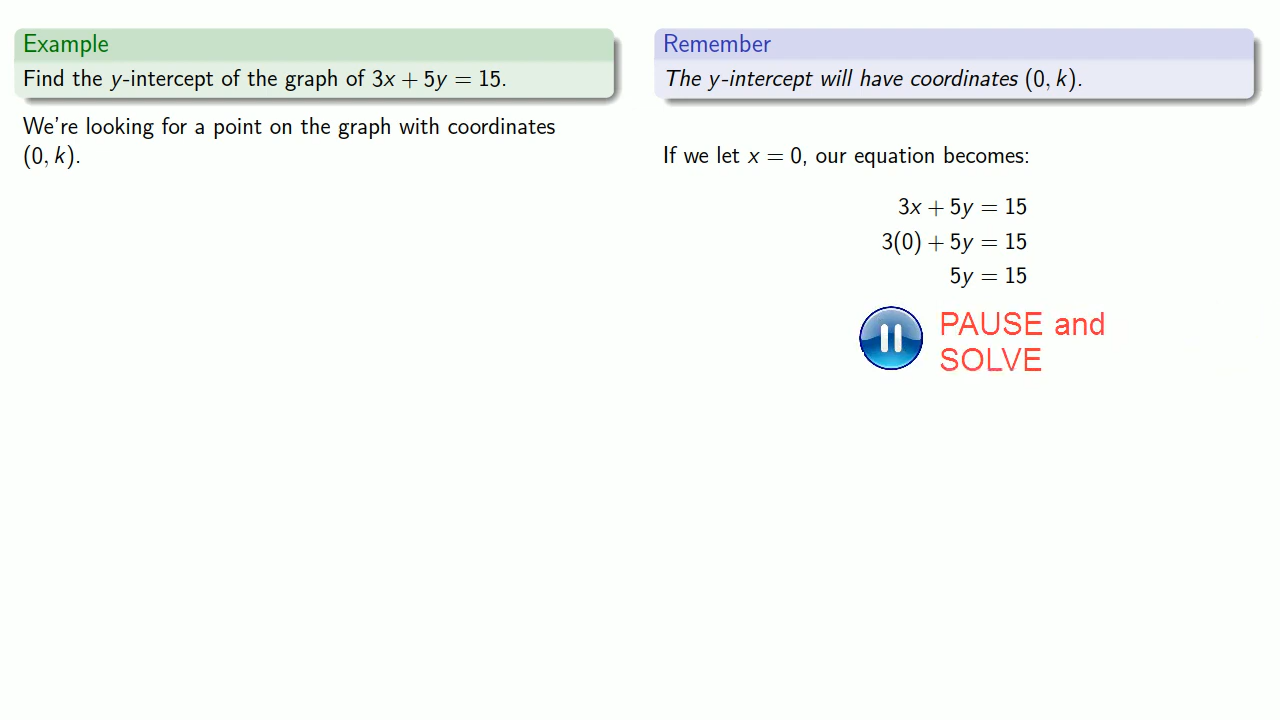 Example
Find the y-intercept of the graph of 3x + 5y = 15.
We're looking for a point on the graph with coordinates
(0, k).
Remember
The y-intercept will have coordinates (0, k).
If we let x = 0, our equation becomes:
3x + 5y = 15
3(0) + 5y = 15
5y = 15
PAUSE and
SOLVE